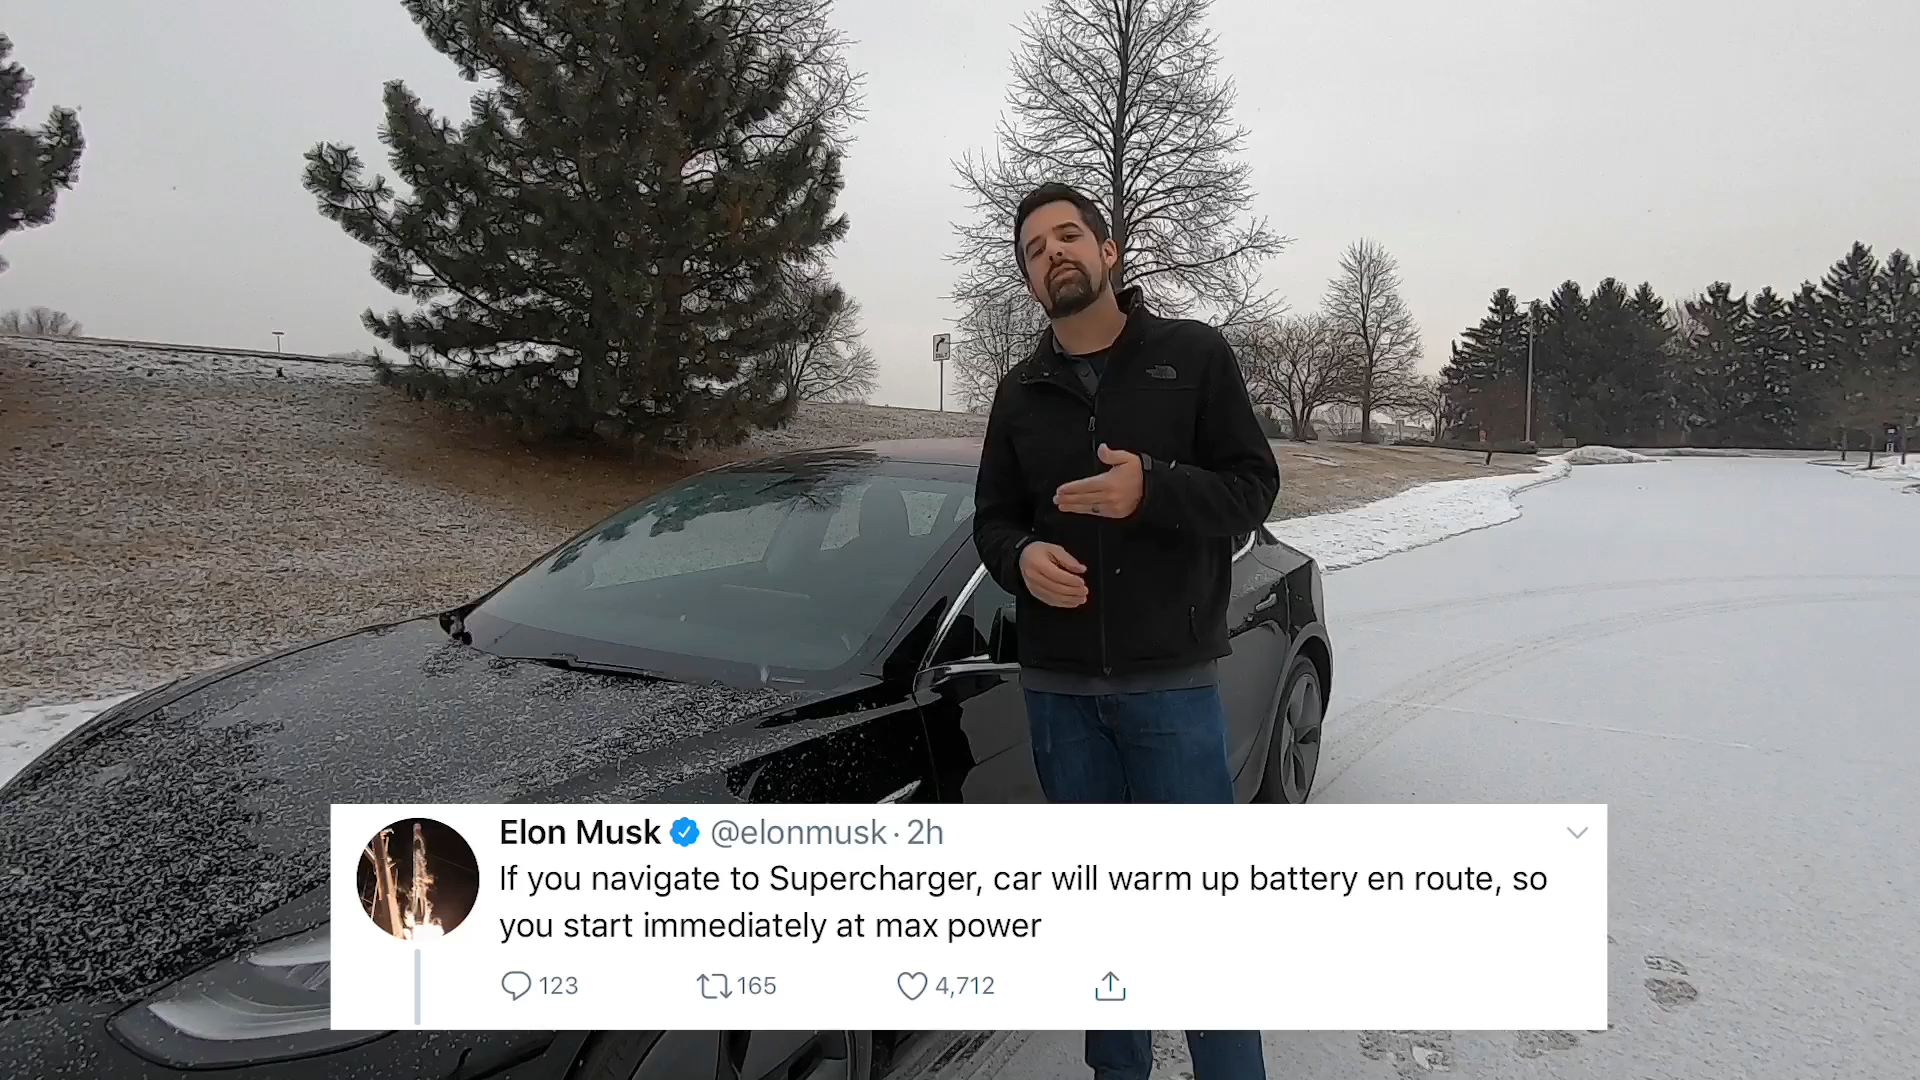 Elon Musk @elonmusk · 2h
If you navigate to Supercharger, car will warm up battery en route, so
you start immediately at max power
123 165 4,712